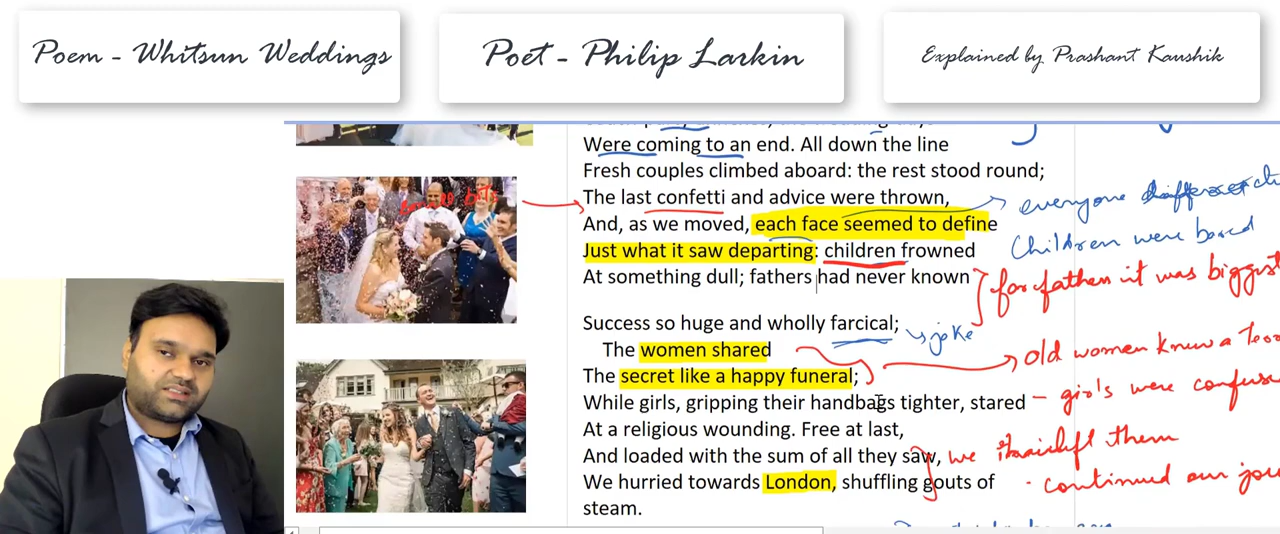 Poem - Whitsun Weddings
Poet - Philip Larkin
Explained by Prashant Kaushik
Were coming to an end. All down the line
Fresh couples climbed aboard: the rest stood round;
The last confetti and advice were thrown,
And, as we moved, each face seemed to define
Just what it saw departing: children frowned
At something dull; fathers had never known
Success so huge and wholly farcical;
The women shared
The secret like a happy funeral;
While girls, gripping their handbags tighter, stared
At a religious wounding. Free at last,
And loaded with the sum of all they saw,
We hurried towards London, shuffling gouts of
steam.
everyone
Children were bored
for fathers it was biggest
joke
old women knew a
- girls were
we left them
- continued our jou